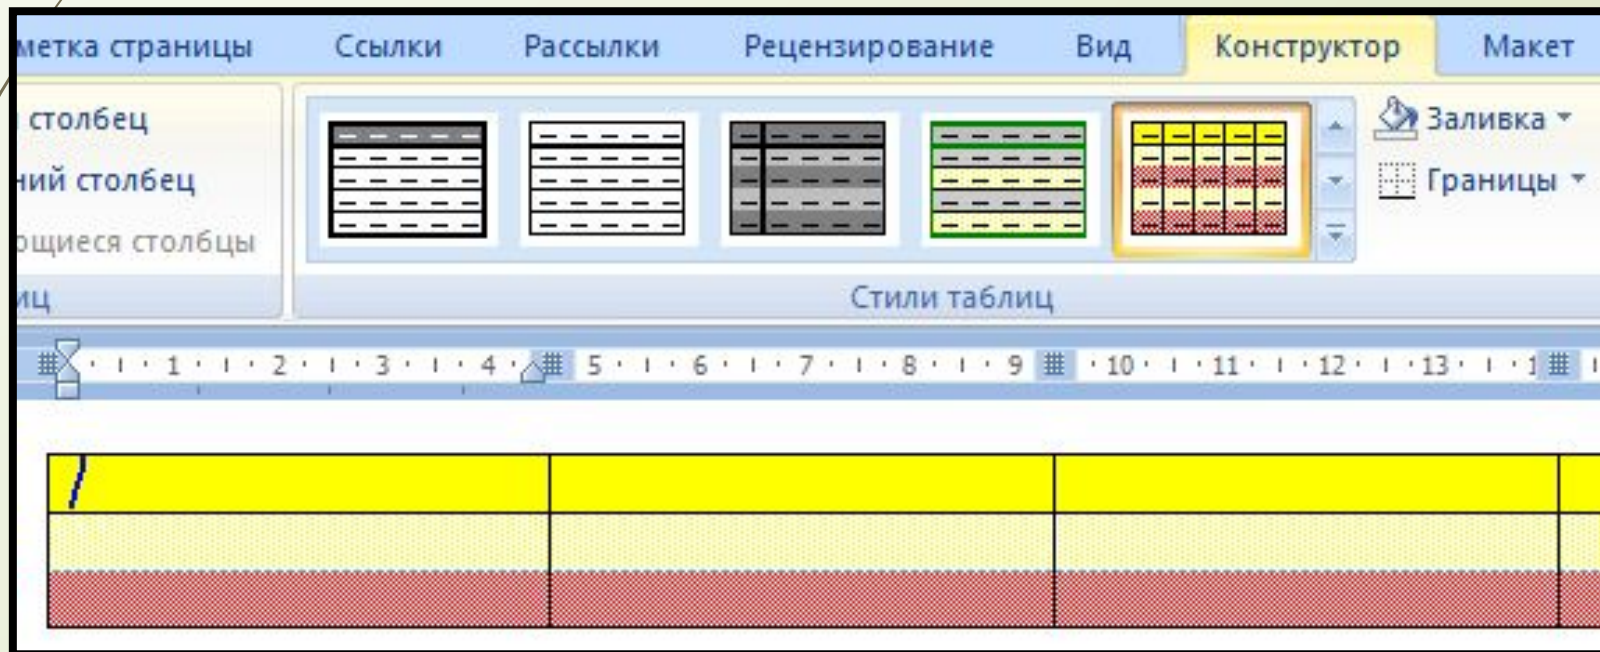 метка страницы Ссылки Рассылки Рецензирование Вид Конструктор Макет
столбец Заливка
ний столбец Границы
ющиеся столбцы
иц Стили таблиц
1 2 3 4 5 6 7 8 9 10 11 12 13 1